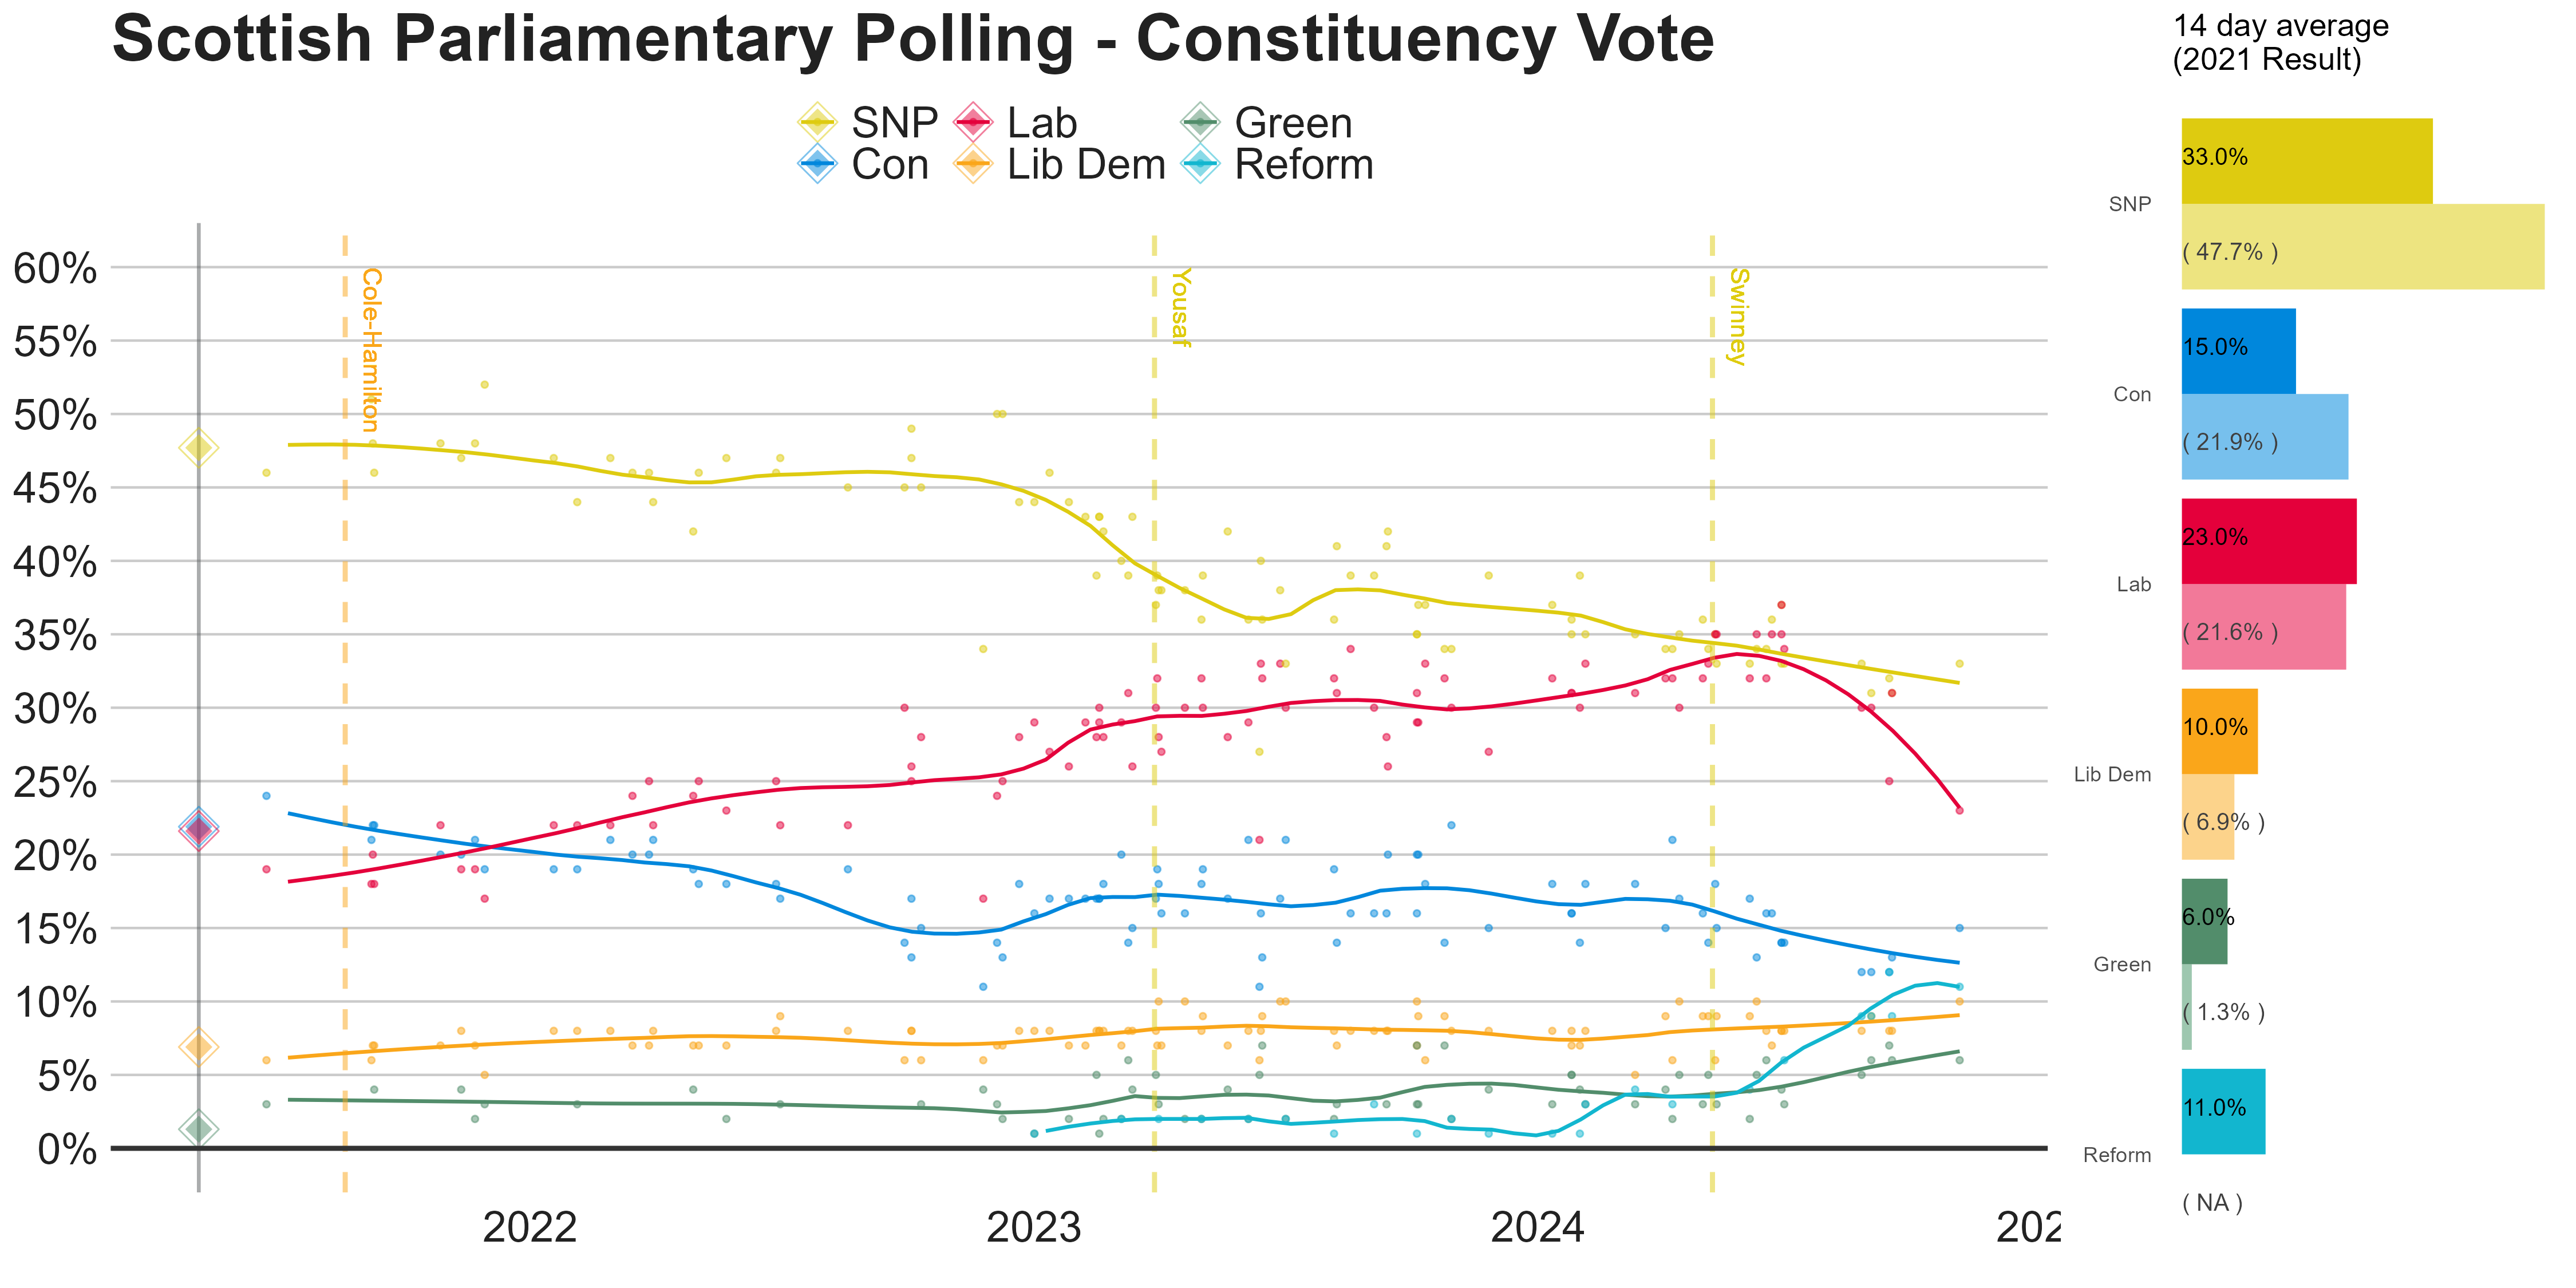 Scottish Parliamentary Polling - Constituency Vote
14 day average
(2021 Result)
SNP Lab Green
Con Lib Dem Reform
60%
55%
50%
45%
40%
35%
30%
25%
20%
15%
10%
5%
0%
Cole-Hamilton
Yousaf
Swinney
2022 2023 2024 202
SNP
33.0%
( 47.7% )
Con
15.0%
( 21.9% )
Lab
23.0%
( 21.6% )
Lib Dem
10.0%
( 6.9% )
Green
6.0%
( 1.3% )
Reform
11.0%
( NA )